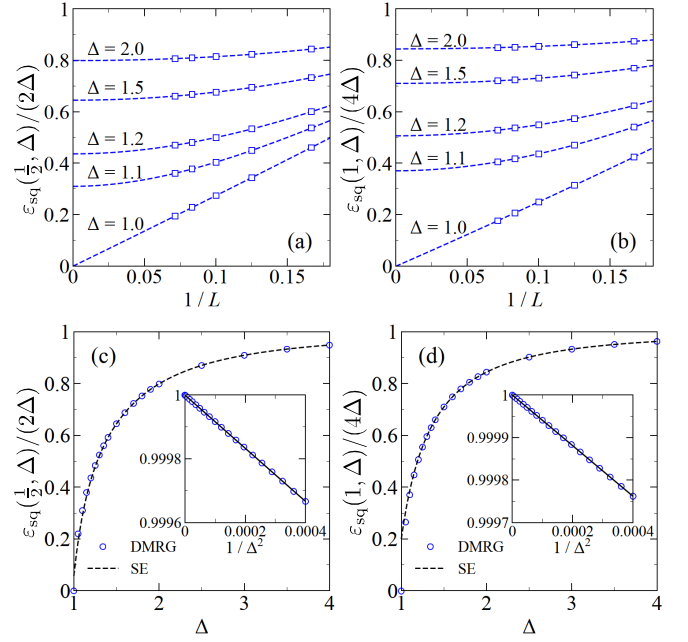 1
0.8
0.6
0.4
0.2
0
ε_sq(1/2, Δ)/(2Δ)
Δ = 2.0
Δ = 1.5
Δ = 1.2
Δ = 1.1
Δ = 1.0
(a)
0 0.05 0.1 0.15
1 / L
1
0.8
0.6
0.4
0.2
0
ε_sq(1, Δ)/(4Δ)
Δ = 2.0
Δ = 1.5
Δ = 1.2
Δ = 1.1
Δ = 1.0
(b)
0 0.05 0.1 0.15
1 / L
1
0.8
0.6
0.4
0.2
0
ε_sq(1/2, Δ)/(2Δ)
(c)
1
0.9998
0.9996
0 0.0002 0.0004
1 / Δ²
DMRG
SE
1 2 3 4
Δ
1
0.8
0.6
0.4
0.2
0
ε_sq(1, Δ)/(4Δ)
(d)
1
0.9999
0.9998
0.9997
0 0.0002 0.0004
1 / Δ²
DMRG
SE
1 2 3 4
Δ